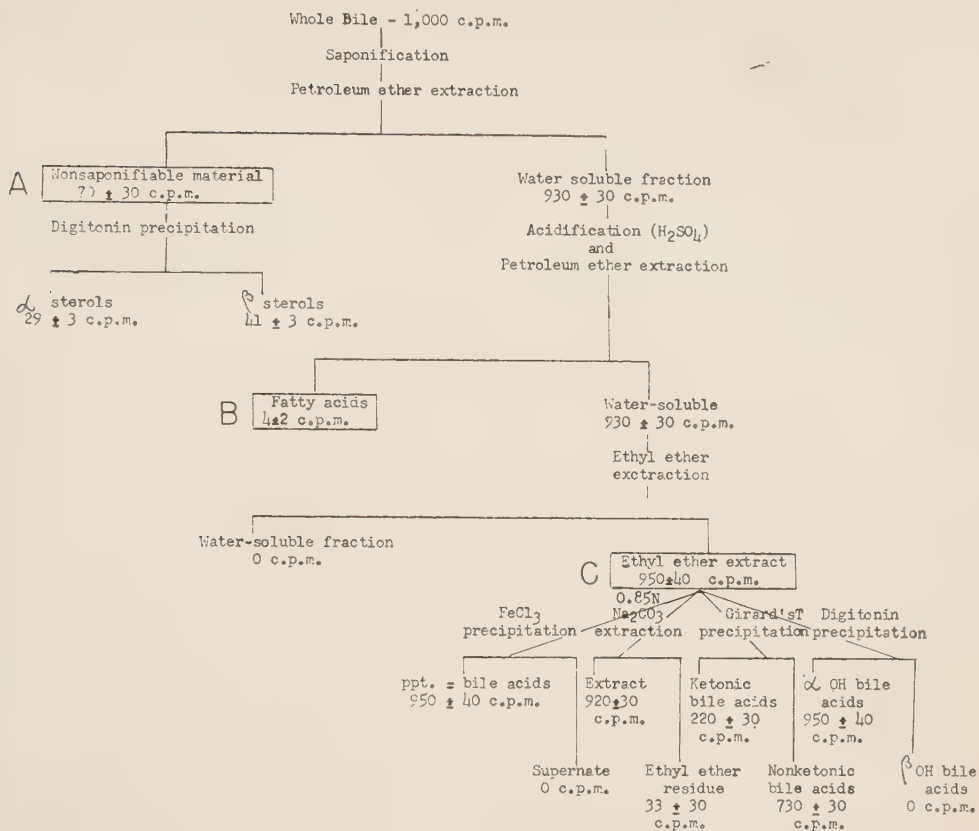 Whole Bile - 1,000 c.p.m.
Saponification
Petroleum ether extraction
A
Nonsaponifiable material
70 ± 30 c.p.m.
Water soluble fraction
930 ± 30 c.p.m.
Digitonin precipitation
Acidification (H₂SO₄)
and
Petroleum ether extraction
α sterols
29 ± 3 c.p.m.
β sterols
41 ± 3 c.p.m.
B
Fatty acids
4±2 c.p.m.
Water-soluble
930 ± 30 c.p.m.
Ethyl ether
exctraction
Water-soluble fraction
0 c.p.m.
C
Ethyl ether extract
950±40 c.p.m.
FeCl₃
precipitation
0.85N
Na₂CO₃
extraction
Girard'sT
precipitation
Digitonin
precipitation
ppt. = bile acids
950 ± 40 c.p.m.
Extract
920±30
c.p.m.
Ketonic
bile acids
220 ± 30
c.p.m.
α OH bile
acids
950 ± 40
c.p.m.
Supernate
0 c.p.m.
Ethyl ether
residue
33 ± 30
c.p.m.
Nonketonic
bile acids
730 ± 30
c.p.m.
β OH bile
acids
0 c.p.m.